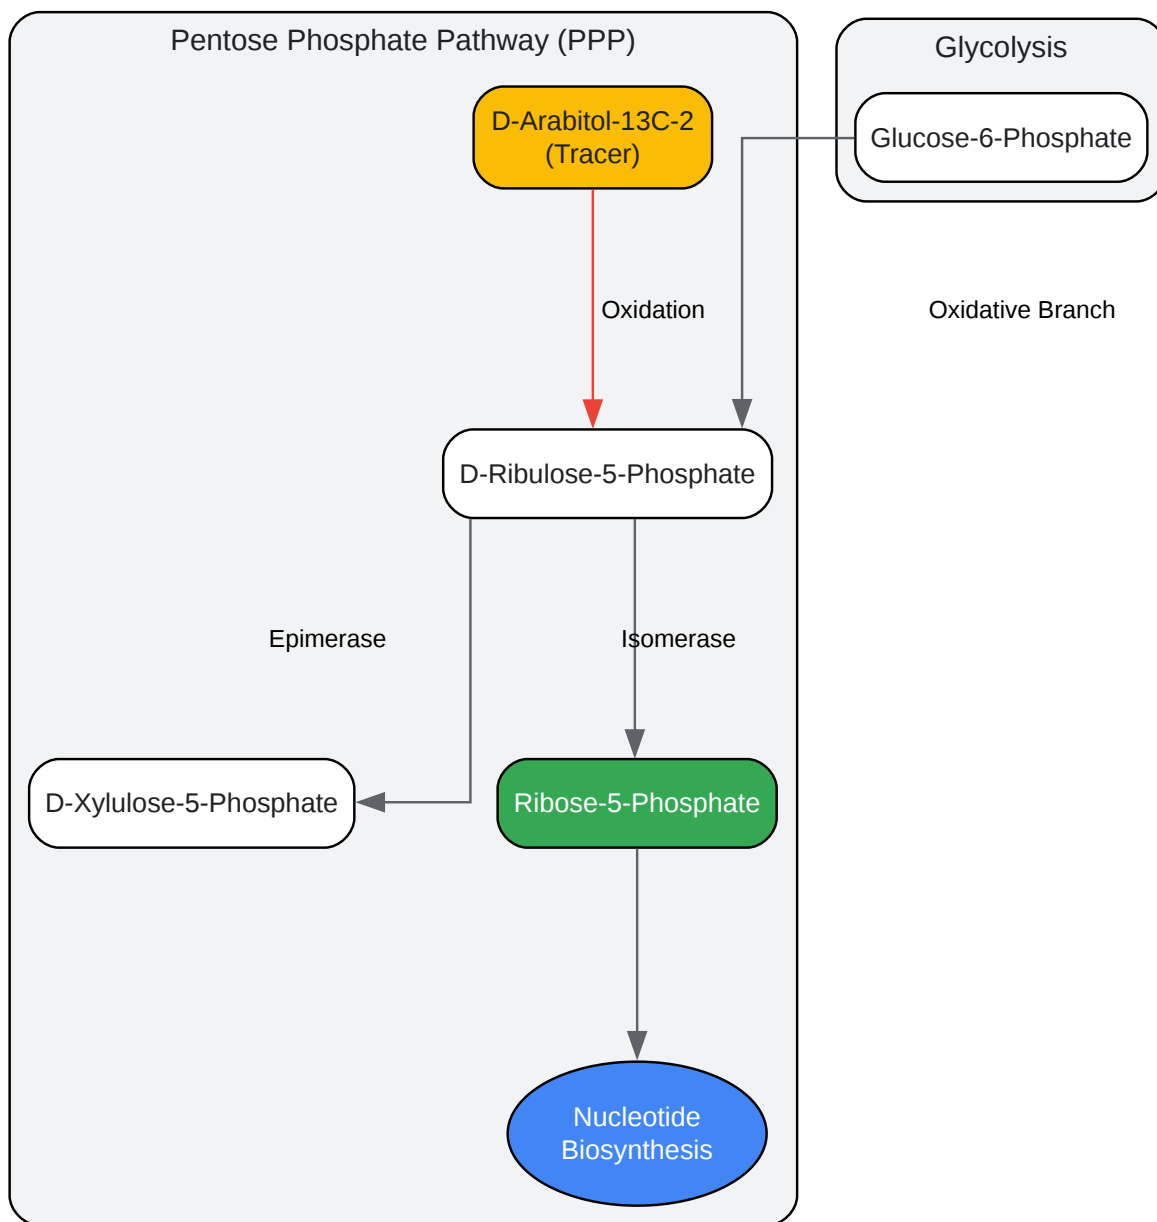 Pentose Phosphate Pathway (PPP)
Glycolysis
D-Arabitol-13C-2
(Tracer)
Glucose-6-Phosphate
Oxidation
Oxidative Branch
D-Ribulose-5-Phosphate
Epimerase
Isomerase
D-Xylulose-5-Phosphate
Ribose-5-Phosphate
Nucleotide
Biosynthesis